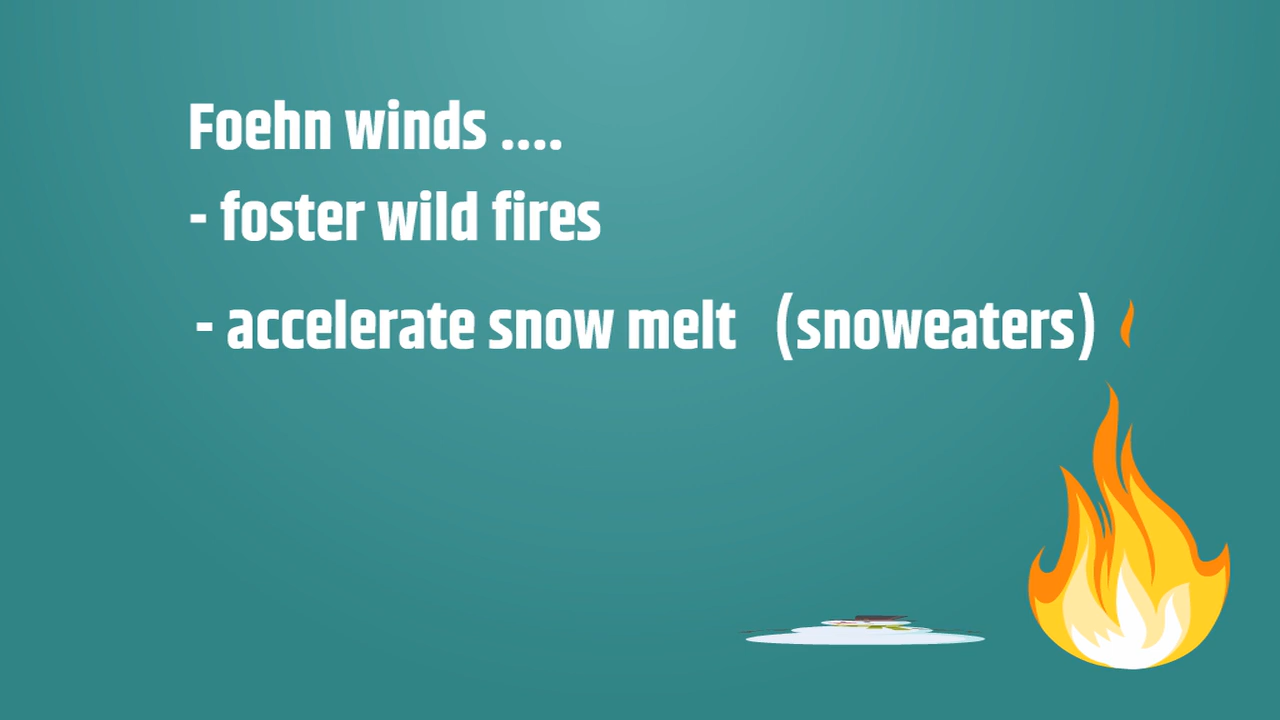 Foehn winds ....
- foster wild fires
- accelerate snow melt (snoweaters)